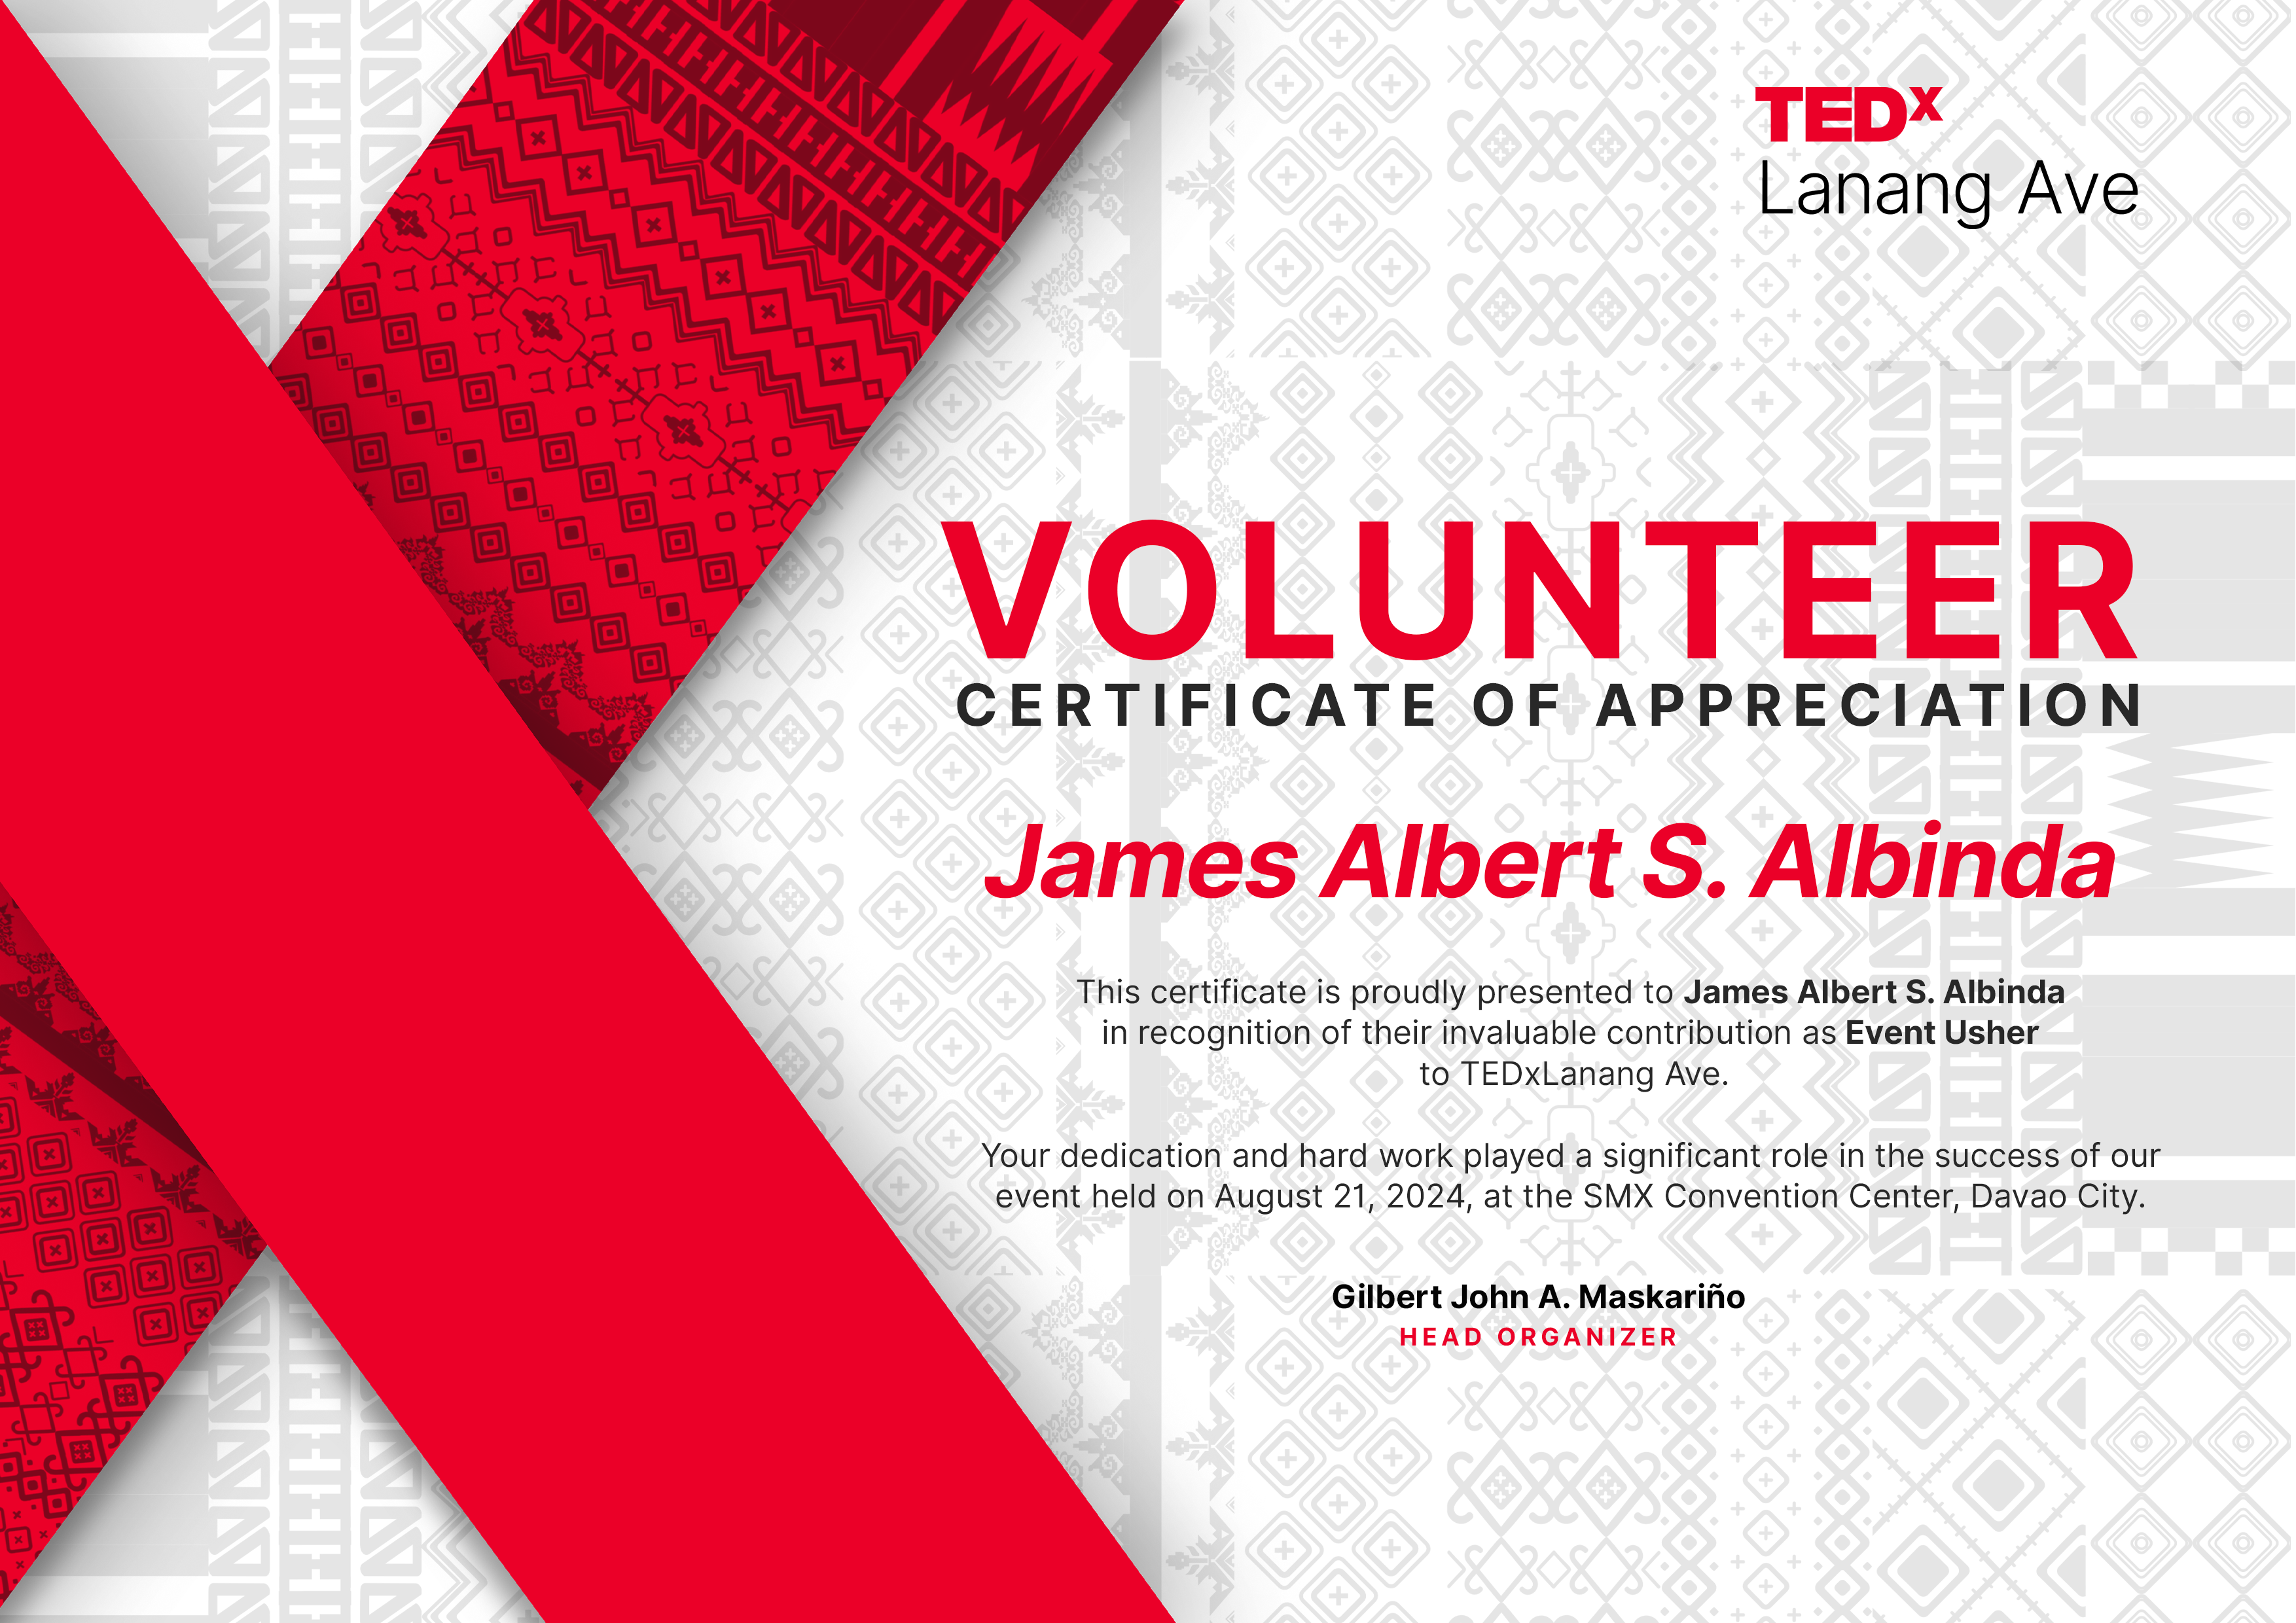 TEDx
Lanang Ave
VOLUNTEER
CERTIFICATE OF APPRECIATION
James Albert S. Albinda
This certificate is proudly presented to James Albert S. Albinda
in recognition of their invaluable contribution as Event Usher
to TEDxLanang Ave.
Your dedication and hard work played a significant role in the success of our
event held on August 21, 2024, at the SMX Convention Center, Davao City.
Gilbert John A. Maskariño
HEAD ORGANIZER